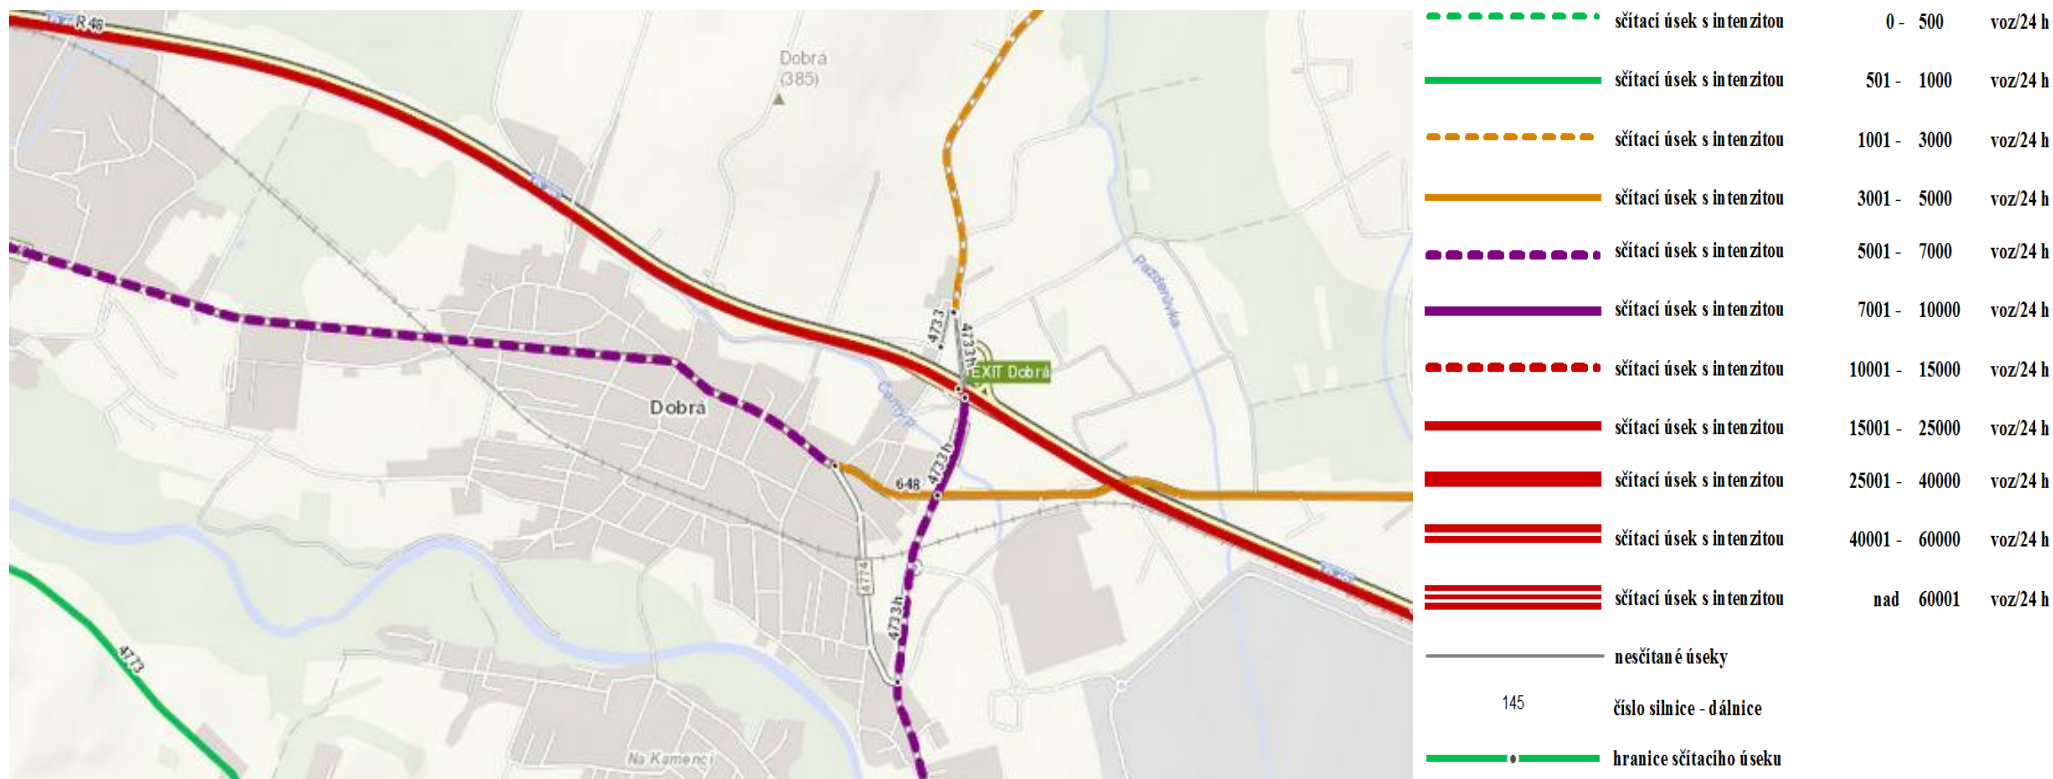 R48
Dobrá
(385)
Pazderůvka
4733
4733h
EXIT Dobrá
Dobrá
Černý p.
4733h
648
4774
4733h
4773
Na Kamenci
sčítací úsek s intenzitou 0 - 500 voz/24 h
sčítací úsek s intenzitou 501 - 1000 voz/24 h
sčítací úsek s intenzitou 1001 - 3000 voz/24 h
sčítací úsek s intenzitou 3001 - 5000 voz/24 h
sčítací úsek s intenzitou 5001 - 7000 voz/24 h
sčítací úsek s intenzitou 7001 - 10000 voz/24 h
sčítací úsek s intenzitou 10001 - 15000 voz/24 h
sčítací úsek s intenzitou 15001 - 25000 voz/24 h
sčítací úsek s intenzitou 25001 - 40000 voz/24 h
sčítací úsek s intenzitou 40001 - 60000 voz/24 h
sčítací úsek s intenzitou nad 60001 voz/24 h
nesčítané úseky
145 číslo silnice - dálnice
hranice sčítacího úseku